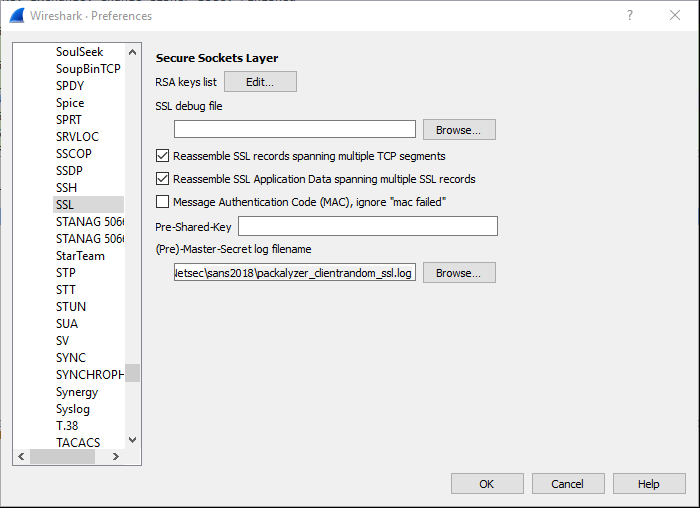 Wireshark · Preferences
SoulSeek
SoupBinTCP
SPDY
Spice
SPRT
SRVLOC
SSCOP
SSDP
SSH
SSL
STANAG 506
STANAG 506
StarTeam
STP
STT
STUN
SUA
SV
SYNC
SYNCHROPH
Synergy
Syslog
T.38
TACACS
Secure Sockets Layer
RSA keys list Edit...
SSL debug file
Browse...
Reassemble SSL records spanning multiple TCP segments
Reassemble SSL Application Data spanning multiple SSL records
Message Authentication Code (MAC), ignore "mac failed"
Pre-Shared-Key
(Pre)-Master-Secret log filename
etsec\sans2018\packalyzer_clientrandom_ssl.log Browse...
OK Cancel Help